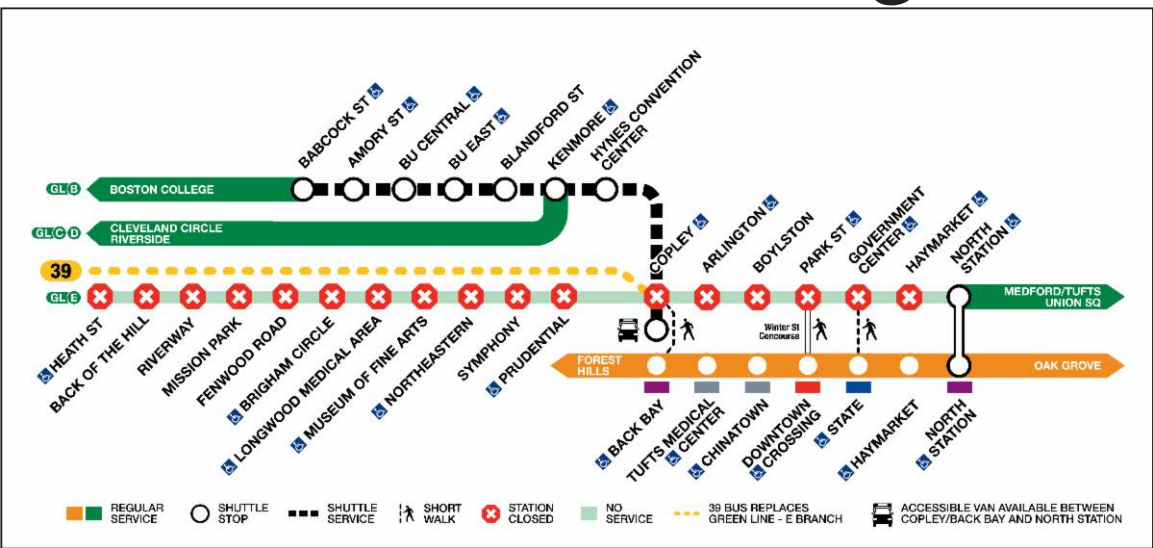 BABCOCK ST
AMORY ST
BU CENTRAL
BU EAST
BLANDFORD ST
KENMORE
HYNES CONVENTION
CENTER
GL B
BOSTON COLLEGE
GL C D
CLEVELAND CIRCLE
RIVERSIDE
COPLEY
ARLINGTON
BOYLSTON
PARK ST
GOVERNMENT
CENTER
HAYMARKET
NORTH
STATION
39
GL E
MEDFORD/TUFTS
UNION SQ
HEATH ST
BACK OF THE HILL
RIVERWAY
MISSION PARK
FENWOOD ROAD
BRIGHAM CIRCLE
LONGWOOD MEDICAL AREA
MUSEUM OF FINE ARTS
NORTHEASTERN
SYMPHONY
PRUDENTIAL
Winter St
Concourse
FOREST
HILLS
OAK GROVE
BACK BAY
TUFTS MEDICAL
CENTER
CHINATOWN
DOWNTOWN
CROSSING
STATE
HAYMARKET
NORTH
STATION
REGULAR
SERVICE
SHUTTLE
STOP
SHUTTLE
SERVICE
SHORT
WALK
STATION
CLOSED
NO
SERVICE
39 BUS REPLACES
GREEN LINE - E BRANCH
ACCESSIBLE VAN AVAILABLE BETWEEN
COPLEY/BACK BAY AND NORTH STATION